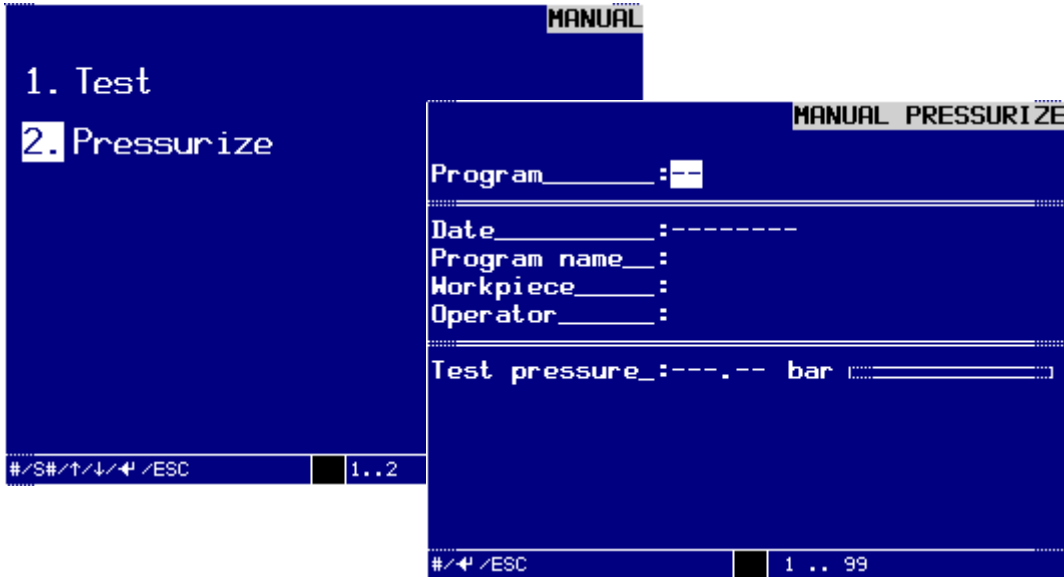 MANUAL
1. Test
2. Pressurize
#/S#/↑/↓/↵ /ESC 1..2
MANUAL PRESSURIZE
Program_______:--
Date__________:--------
Program name__:
Workpiece_____:
Operator______:
Test pressure_:---.-- bar
#/↵ /ESC 1 .. 99